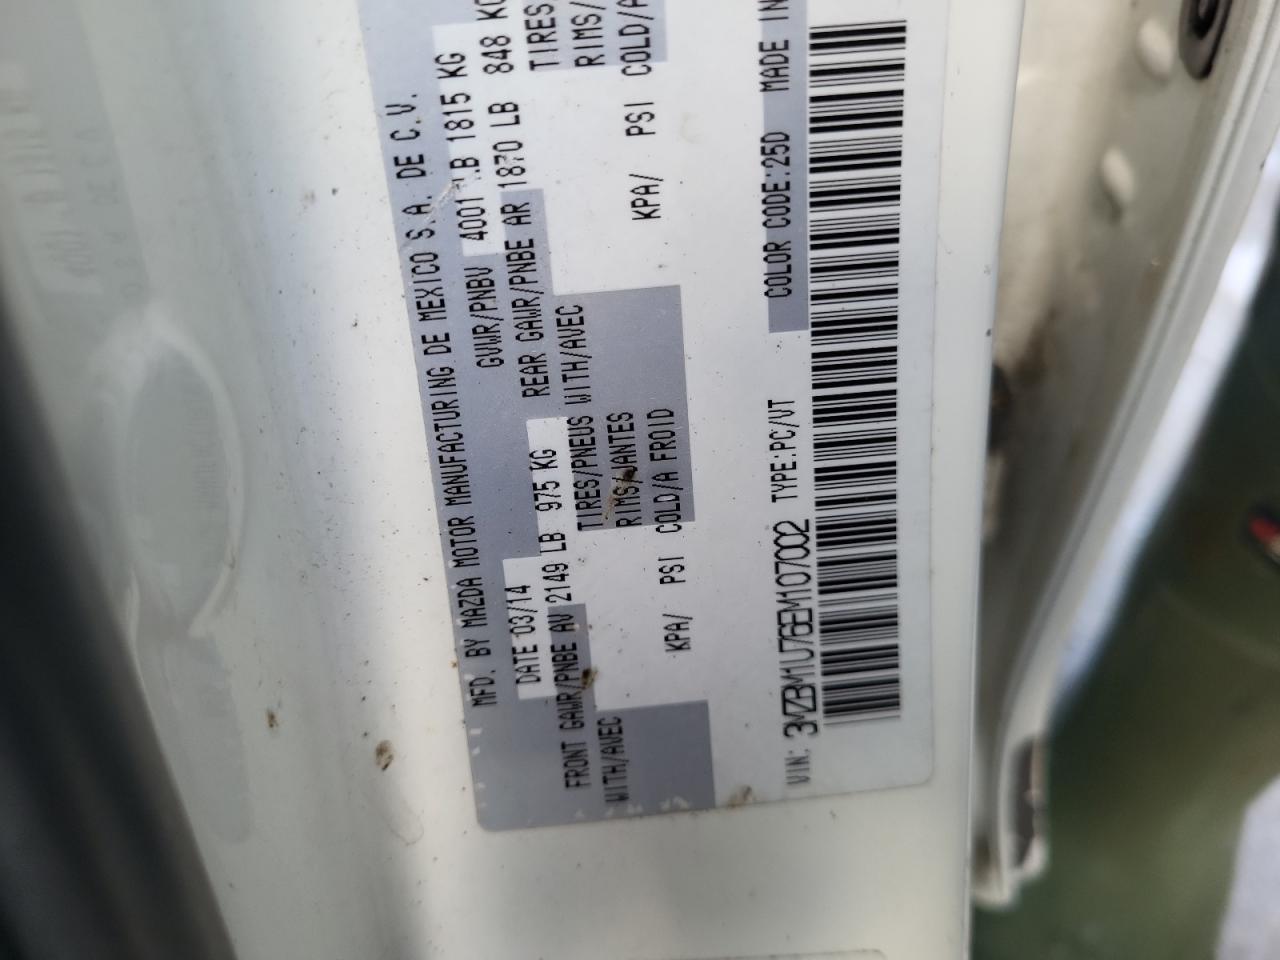 MFD. BY MAZDA MOTOR MANUFACTURING DE MEXICO S.A. DE C.V.
DATE 03/14 GVWR/PNBV 4001 LB 1815 KG
FRONT GAWR/PNBE AV 2149 LB 975 KG REAR GAWR/PNBE AR 1870 LB 848 KG
WITH/AVEC TIRES/PNEUS WITH/AVEC TIRES/
RIMS/JANTES RIMS/
KPA/ PSI COLD/A FROID KPA/ PSI COLD/A
COLOR CODE:25D MADE IN
VIN: 3MZBM1U76EM107002 TYPE:PC/VT